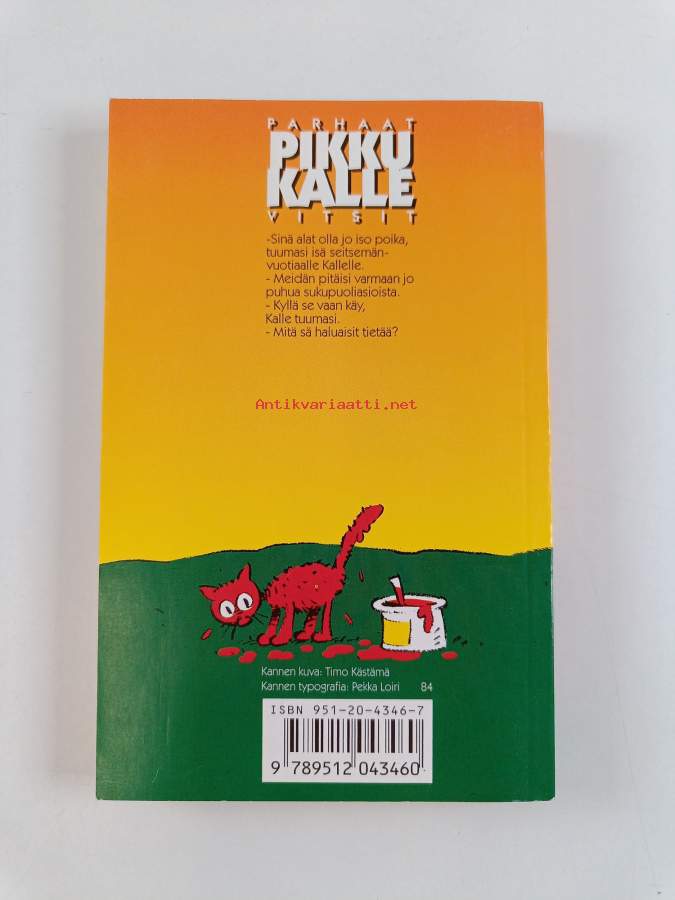 PARHAAT
PIKKU
KALLE
VITSIT
-Sinä alat olla jo iso poika,
tuumasi isä seitsemän-
vuotiaalle Kallelle.
- Meidän pitäisi varmaan jo
puhua sukupuoliasioista.
- Kyllä se vaan käy,
Kalle tuumasi.
- Mitä sä haluaisit tietää?
Antikvariaatti.net
Kannen kuva: Timo Kästämä
Kannen typografia: Pekka Loiri 84
ISBN 951-20-4346-7
9 789512 043460